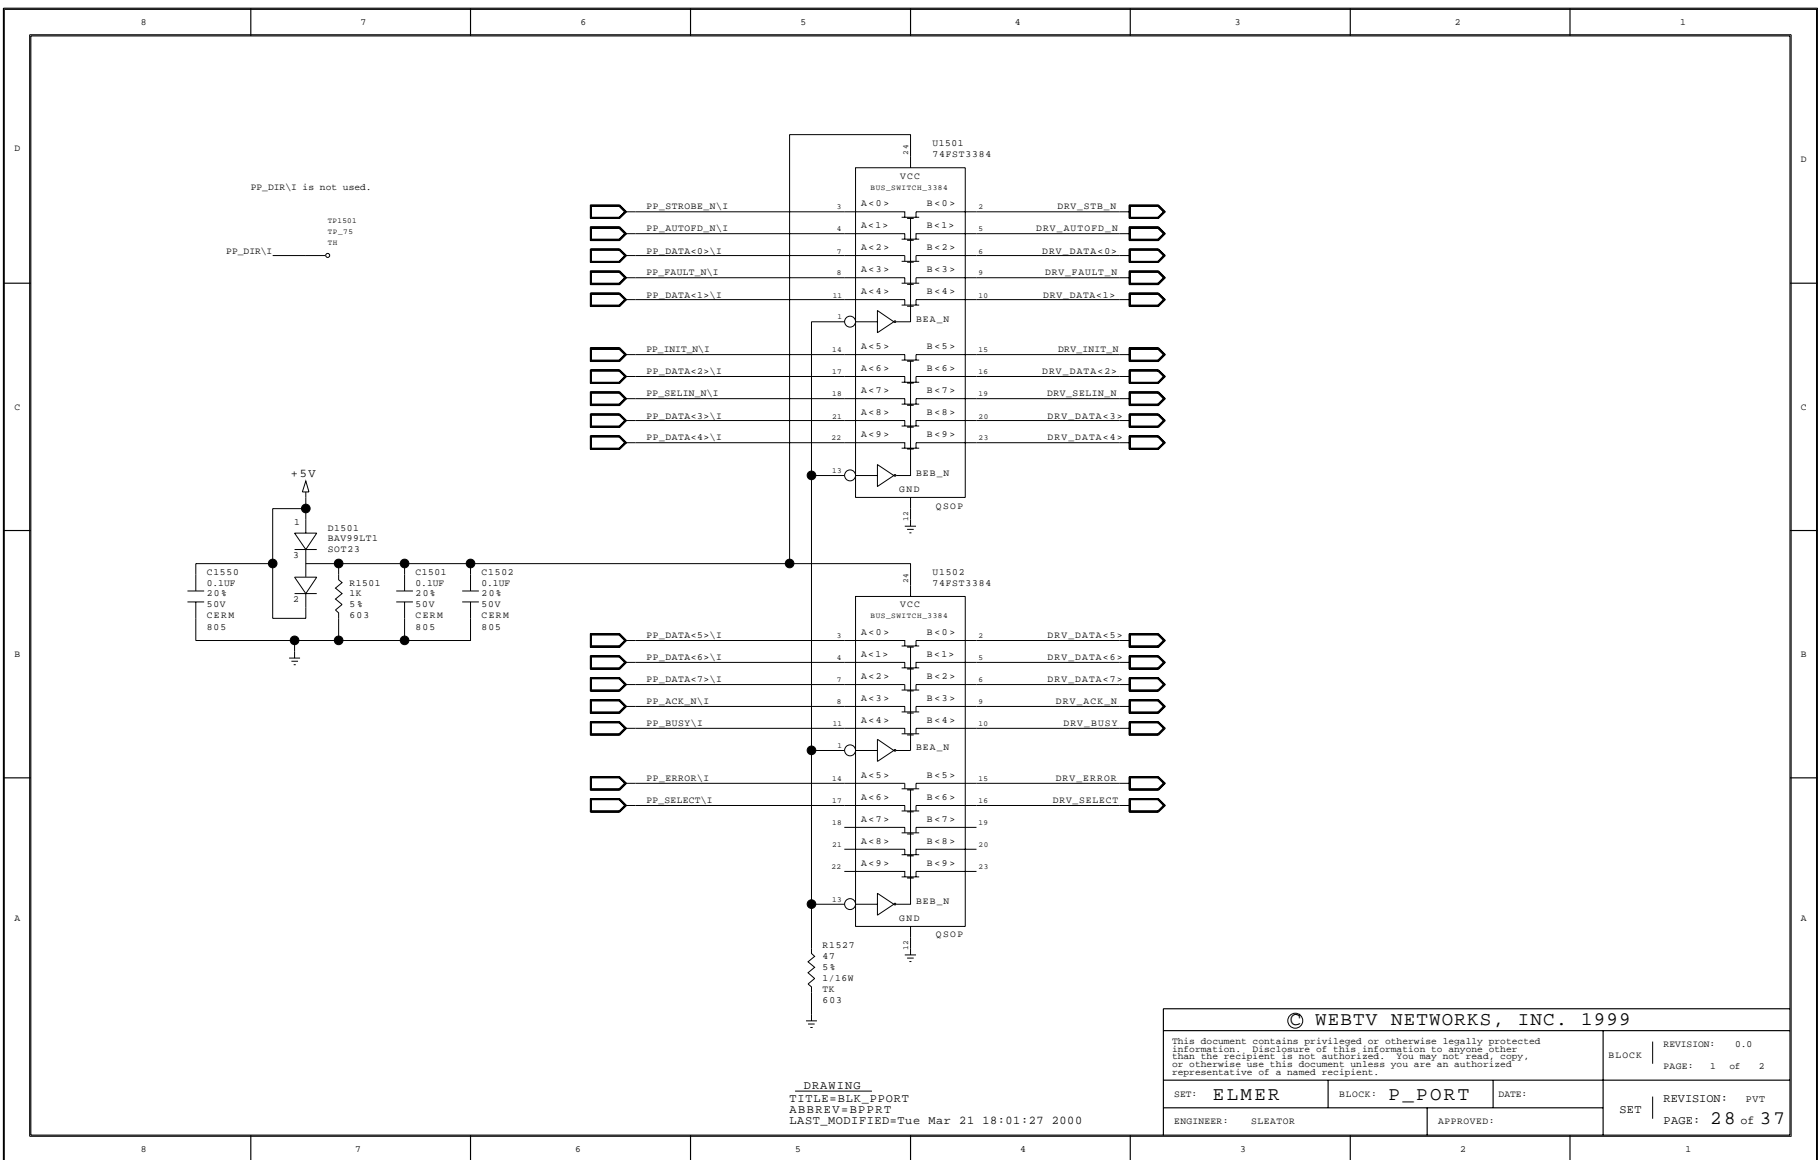 8 7 6 5 4 3 2 1
D
D
PP_DIR\I is not used.
TP1501
TP_75
TH
PP_DIR\I
U1501
74FST3384
24
VCC
BUS_SWITCH_3384
PP_STROBE_N\I 3 A<0> B<0> 2 DRV_STB_N
PP_AUTOFD_N\I 4 A<1> B<1> 5 DRV_AUTOFD_N
PP_DATA<0>\I 7 A<2> B<2> 6 DRV_DATA<0>
PP_FAULT_N\I 8 A<3> B<3> 9 DRV_FAULT_N
PP_DATA<1>\I 11 A<4> B<4> 10 DRV_DATA<1>
1 BEA_N
PP_INIT_N\I 14 A<5> B<5> 15 DRV_INIT_N
PP_DATA<2>\I 17 A<6> B<6> 16 DRV_DATA<2>
PP_SELIN_N\I 18 A<7> B<7> 19 DRV_SELIN_N
PP_DATA<3>\I 21 A<8> B<8> 20 DRV_DATA<3>
PP_DATA<4>\I 22 A<9> B<9> 23 DRV_DATA<4>
13 BEB_N
GND
QSOP
12
C
C
+5V
1
D1501
BAV99LT1
SOT23
3
2
C1550
0.1UF
20%
50V
CERM
805
R1501
1K
5%
603
C1501
0.1UF
20%
50V
CERM
805
C1502
0.1UF
20%
50V
CERM
805
U1502
74FST3384
24
VCC
BUS_SWITCH_3384
PP_DATA<5>\I 3 A<0> B<0> 2 DRV_DATA<5>
PP_DATA<6>\I 4 A<1> B<1> 5 DRV_DATA<6>
PP_DATA<7>\I 7 A<2> B<2> 6 DRV_DATA<7>
PP_ACK_N\I 8 A<3> B<3> 9 DRV_ACK_N
PP_BUSY\I 11 A<4> B<4> 10 DRV_BUSY
1 BEA_N
PP_ERROR\I 14 A<5> B<5> 15 DRV_ERROR
PP_SELECT\I 17 A<6> B<6> 16 DRV_SELECT
18 A<7> B<7> 19
21 A<8> B<8> 20
22 A<9> B<9> 23
13 BEB_N
GND
QSOP
12
B
B
R1527
47
5%
1/16W
TK
603
A
A
DRAWING
TITLE=BLK_PPORT
ABBREV=BPPRT
LAST_MODIFIED=Tue Mar 21 18:01:27 2000
© WEBTV NETWORKS, INC. 1999
This document contains privileged or otherwise legally protected
information. Disclosure of this information to anyone other
than the recipient is not authorized. You may not read, copy,
or otherwise use this document unless you are an authorized
representative of a named recipient.
BLOCK REVISION: 0.0
PAGE: 1 of 2
SET: ELMER BLOCK: P_PORT DATE:
ENGINEER: SLEATOR APPROVED:
SET REVISION: PVT
PAGE: 28 of 37
8 7 6 5 4 3 2 1